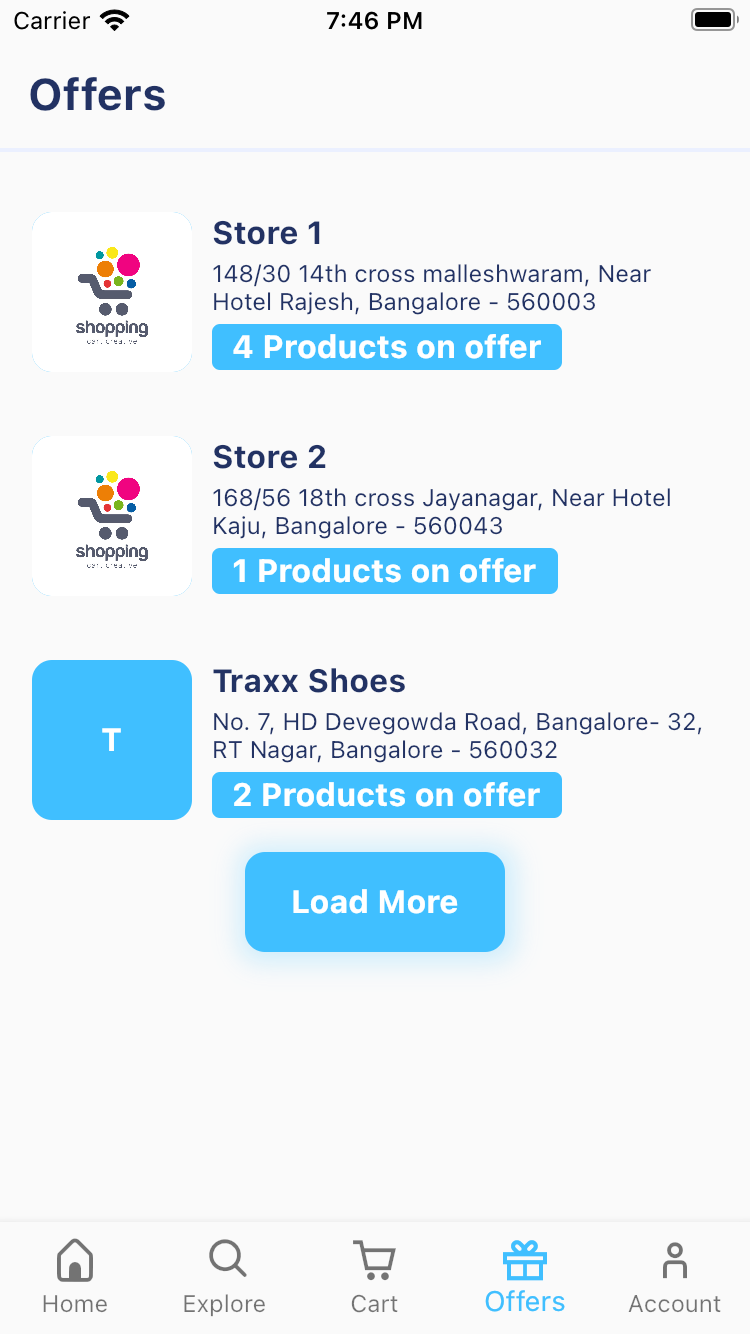 Carrier 7:46 PM
Offers
Store 1
148/30 14th cross malleshwaram, Near
Hotel Rajesh, Bangalore - 560003
shopping
4 Products on offer
Store 2
168/56 18th cross Jayanagar, Near Hotel
Kaju, Bangalore - 560043
shopping
1 Products on offer
Traxx Shoes
T
No. 7, HD Devegowda Road, Bangalore- 32,
RT Nagar, Bangalore - 560032
2 Products on offer
Load More
Home Explore Cart Offers Account